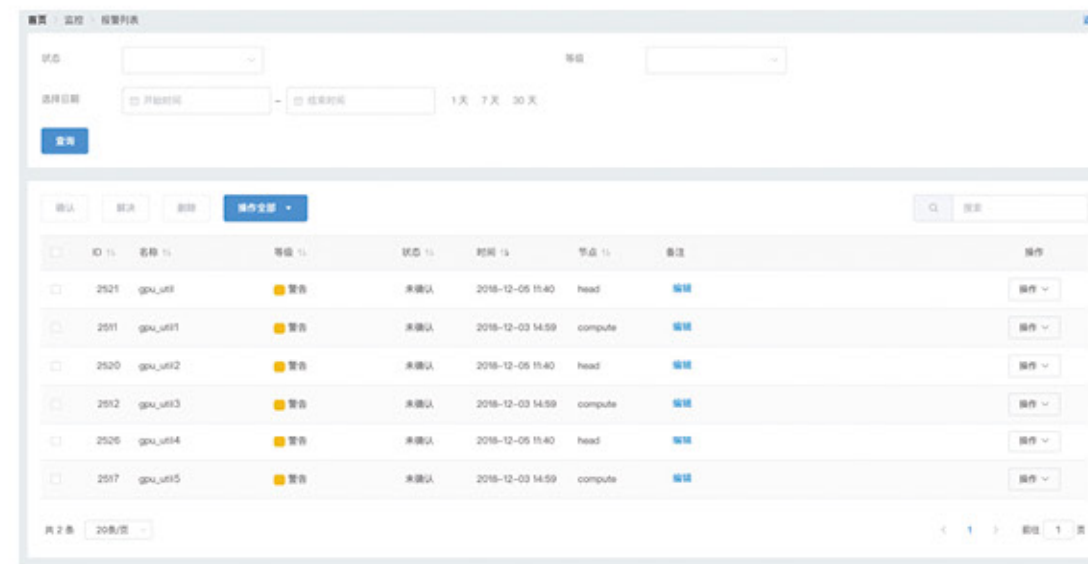 首页 监控 报警列表
状态 等级
选择日期 开始时间 - 结束时间 1天 7天 30天
查询
确认 解决 删除 操作全部 搜索
ID 名称 等级 状态 时间 节点 备注 操作
2521 gpu_util 警告 未确认 2018-12-05 11:40 head 编辑 操作
2511 gpu_util1 警告 未确认 2018-12-03 14:59 compute 编辑 操作
2520 gpu_util2 警告 未确认 2018-12-05 11:40 head 编辑 操作
2512 gpu_util3 警告 未确认 2018-12-03 14:59 compute 编辑 操作
2526 gpu_util4 警告 未确认 2018-12-05 11:40 head 编辑 操作
2517 gpu_util5 警告 未确认 2018-12-03 14:59 compute 编辑 操作
共 2 条 20条/页 1 前往 1 页